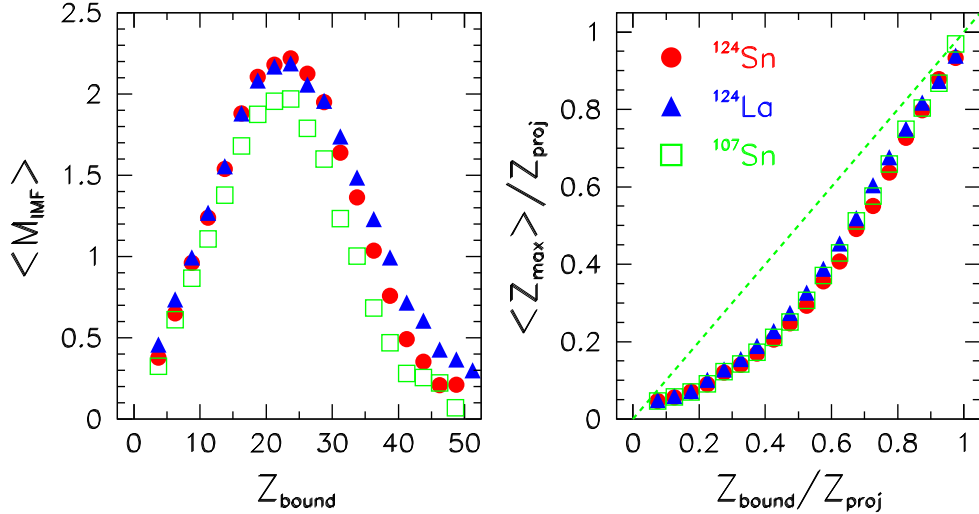 2.5
2
1.5
1
0.5
0
<M_IMF>
0 10 20 30 40 50
Z_bound
1
0.8
0.6
0.4
0.2
0
<Z_max>/Z_proj
0 0.2 0.4 0.6 0.8 1
Z_bound/Z_proj
¹²⁴Sn
¹²⁴La
¹⁰⁷Sn